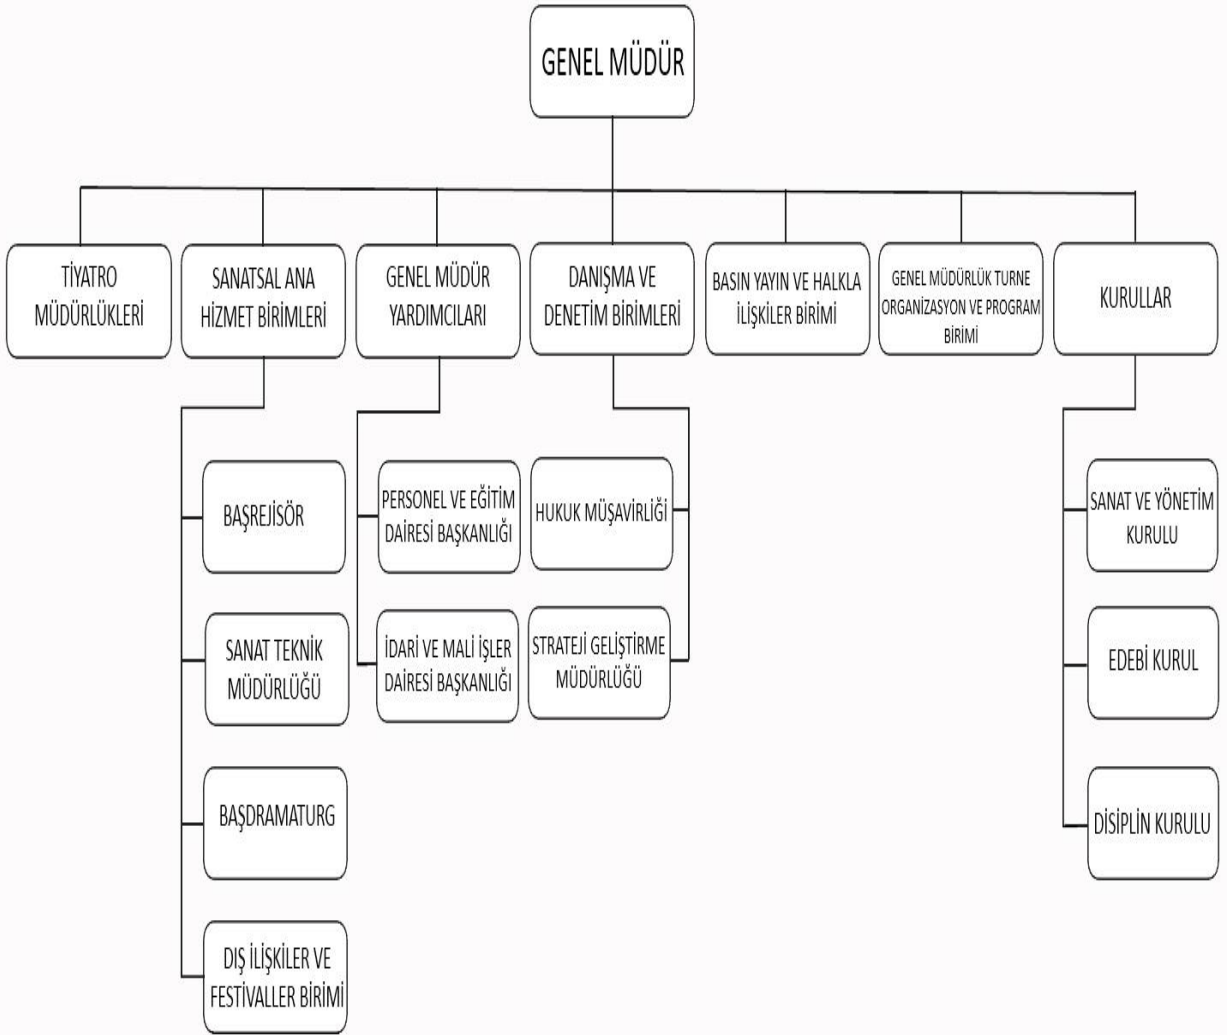 GENEL MÜDÜR
TİYATRO
MÜDÜRLÜKLERİ
SANATSAL ANA
HİZMET BİRİMLERİ
GENEL MÜDÜR
YARDIMCILARI
DANIŞMA VE
DENETİM BİRİMLERİ
BASIN YAYIN VE HALKLA
İLİŞKİLER BİRİMİ
GENEL MÜDÜRLÜK TURNE
ORGANIZASYON VE PROGRAM
BİRİMİ
KURULLAR
BAŞREJİSÖR
SANAT TEKNİK
MÜDÜRLÜĞÜ
BAŞDRAMATURG
DIŞ İLİŞKİLER VE
FESTİVALLER BİRİMİ
PERSONEL VE EĞİTİM
DAİRESİ BAŞKANLIĞI
İDARİ VE MALİ İŞLER
DAİRESİ BAŞKANLIĞI
HUKUK MÜŞAVİRLİĞİ
STRATEJİ GELİŞTİRME
MÜDÜRLÜĞÜ
SANAT VE YÖNETİM
KURULU
EDEBİ KURUL
DİSİPLİN KURULU